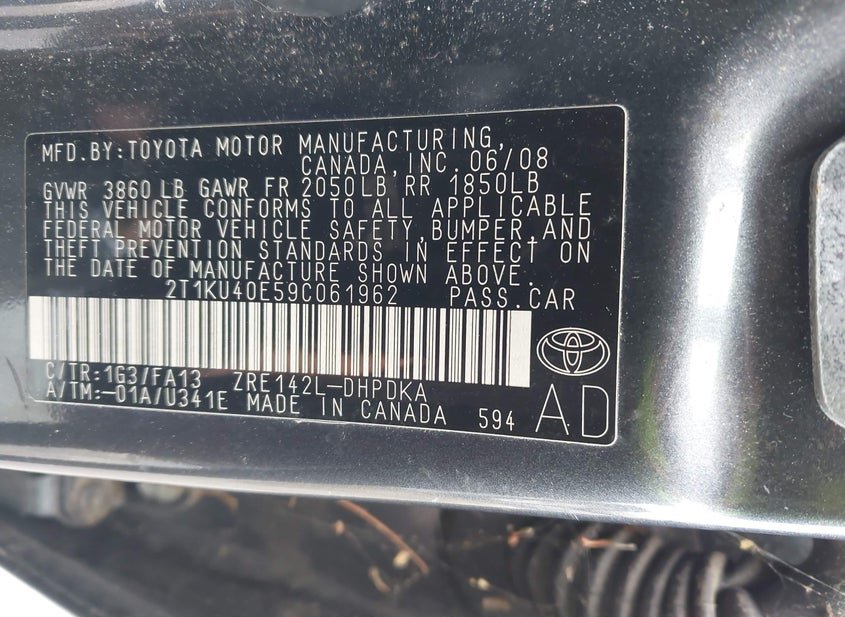 MFD.BY:TOYOTA MOTOR MANUFACTURING,
CANADA,INC. 06/08
GVWR 3860 LB GAWR FR 2050LB RR 1850LB
THIS VEHICLE CONFORMS TO ALL APPLICABLE
FEDERAL MOTOR VEHICLE SAFETY,BUMPER,AND
THEFT PREVENTION STANDARDS IN EFFECT ON
THE DATE OF MANUFACTURE SHOWN ABOVE.
2T1KU40E59C061962 PASS.CAR
C/TR:1G3/FA13 ZRE142L-DHPDKA
A/TM:-01A/U341E MADE IN CANADA 594
AD